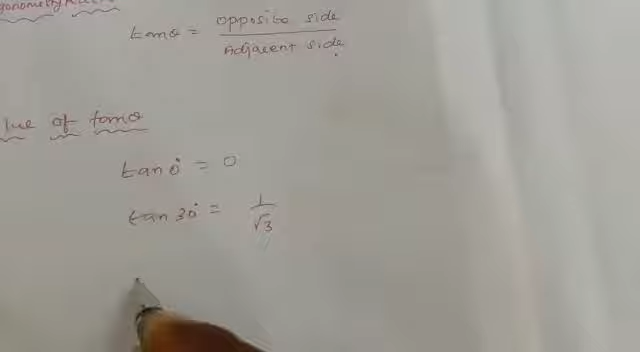 tanθ = opposite side / Adjacent side
of tanθ
tan 0° = 0
tan 30° = 1/√3